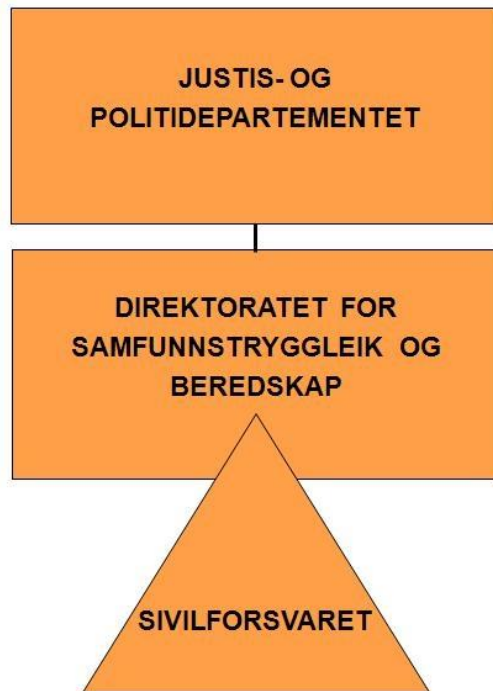 JUSTIS- OG
POLITIDEPARTEMENTET
DIREKTORATET FOR
SAMFUNNSTRYGGLEIK OG
BEREDSKAP
SIVILFORSVARET